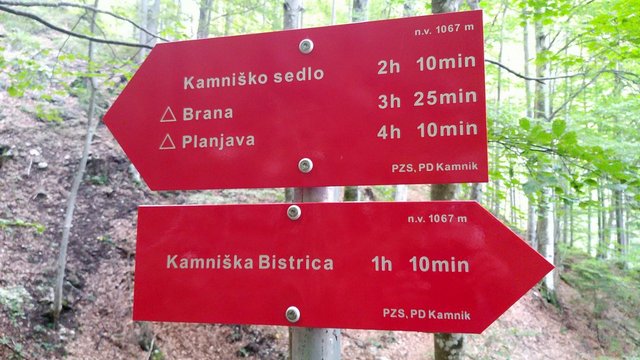 n.v. 1067 m
Kamniško sedlo 2h 10min
Brana 3h 25min
Planjava 4h 10min
PZS, PD Kamnik
n.v. 1067 m
Kamniška Bistrica 1h 10min
PZS, PD Kamnik